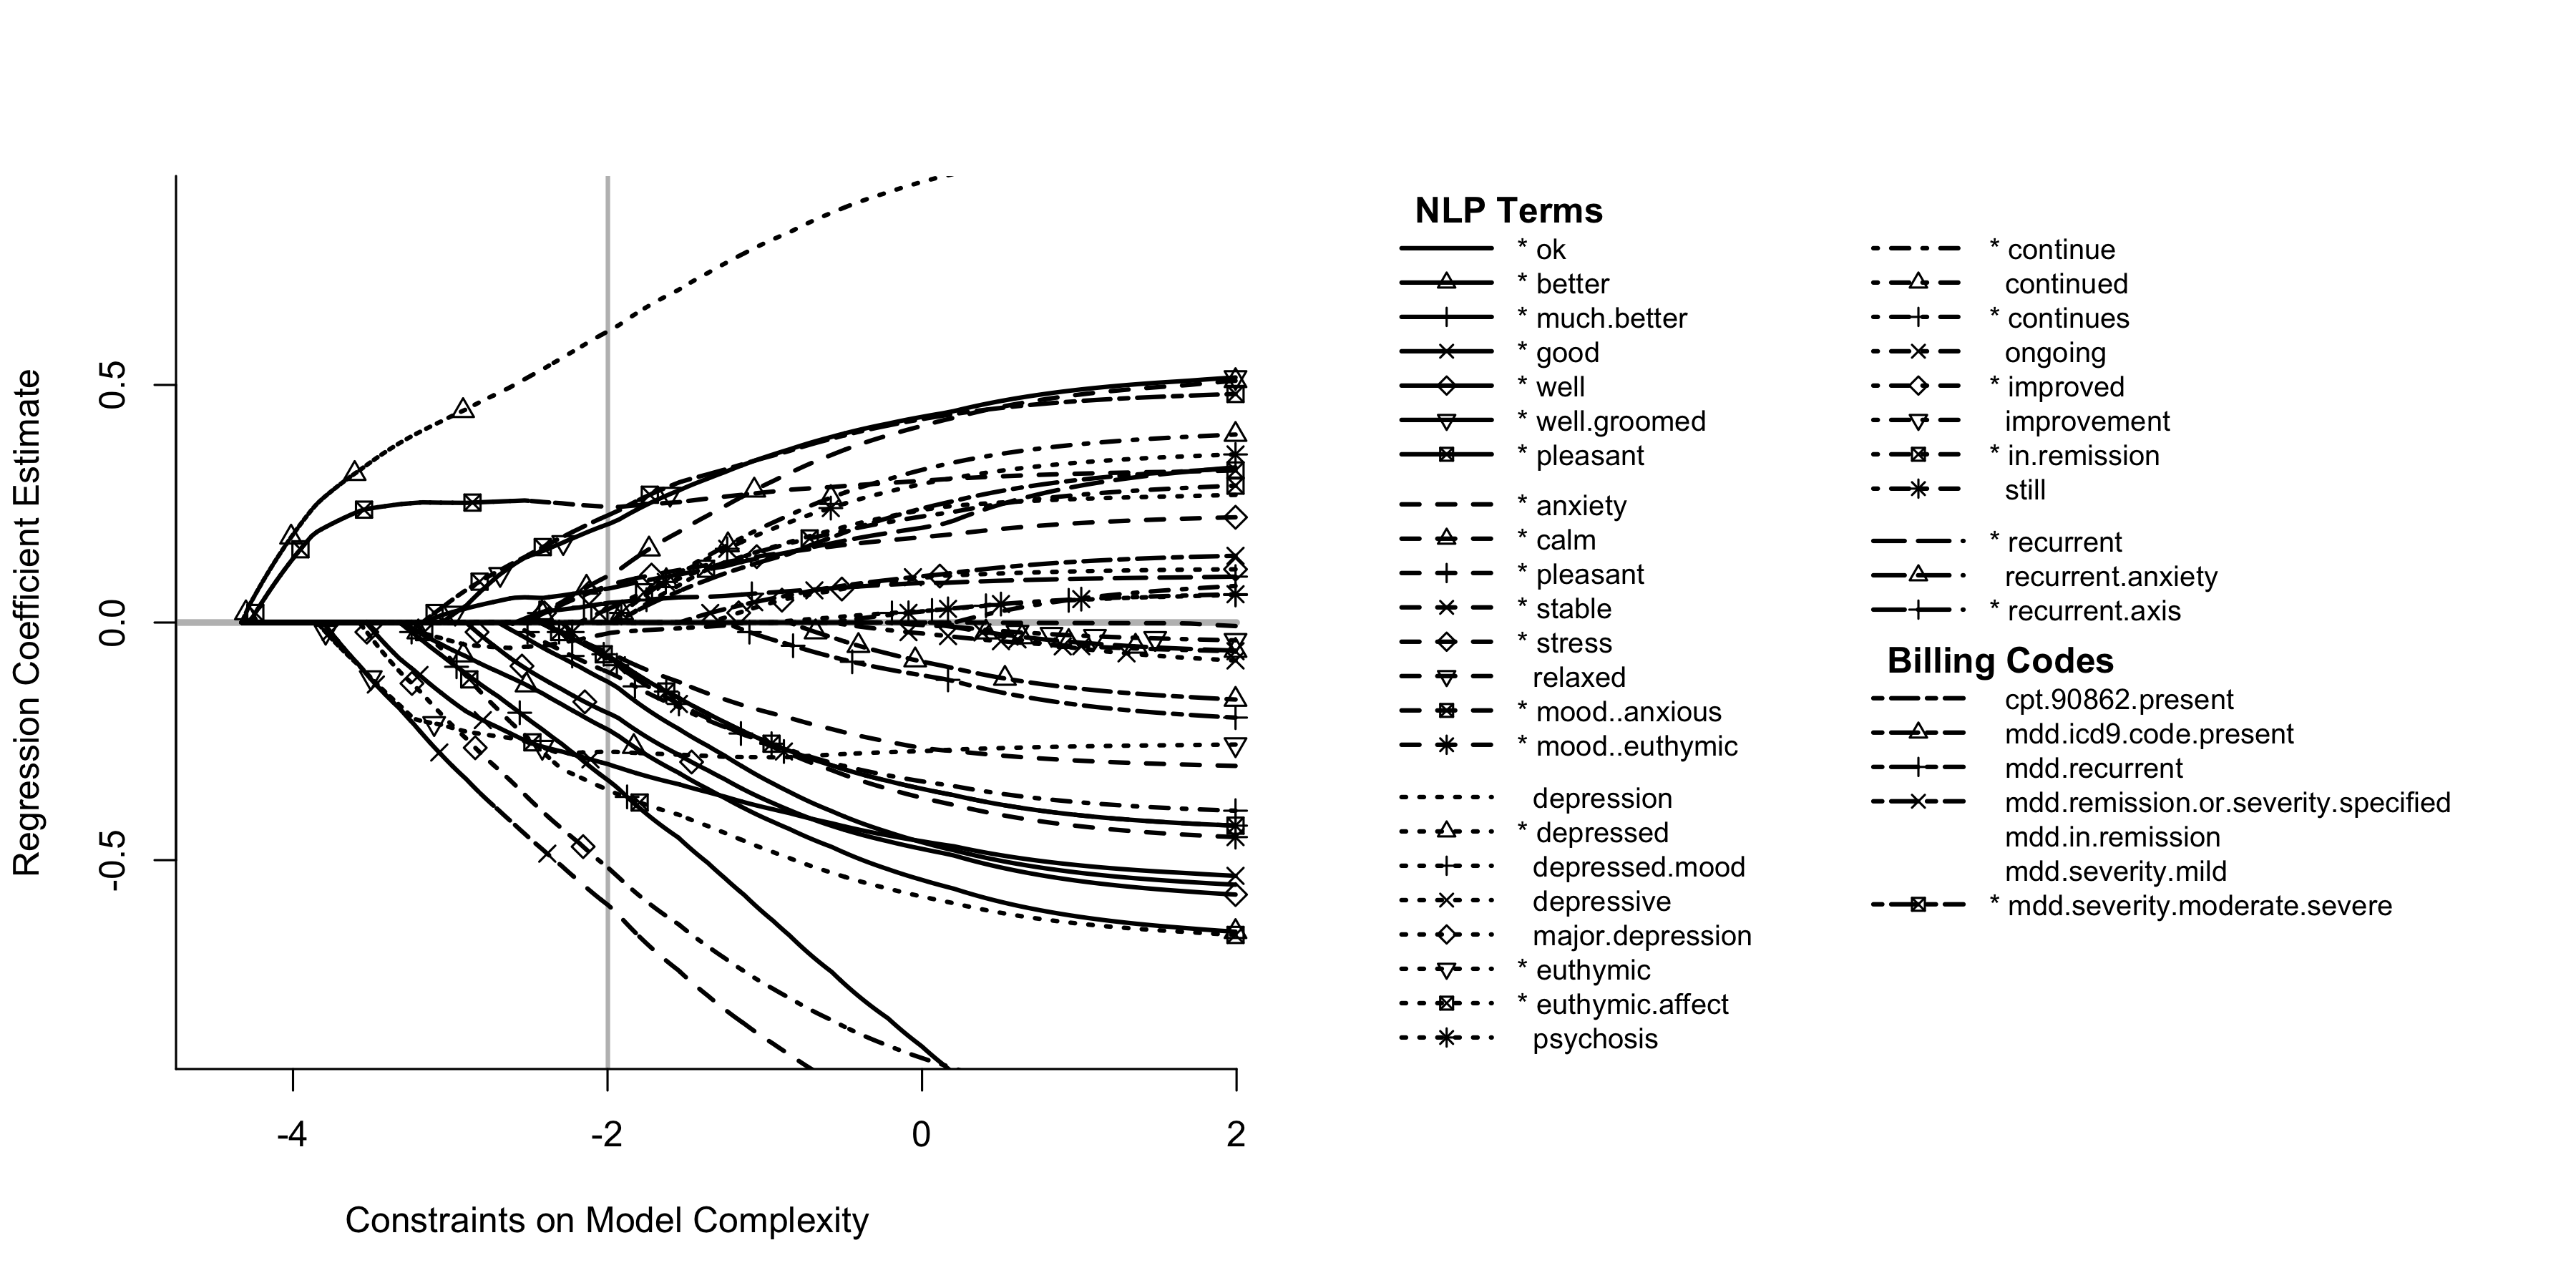 Regression Coefficient Estimate
0.5
0.0
-0.5
-4
-2
0
2
Constraints on Model Complexity
NLP Terms
* ok
* better
* much.better
* good
* well
* well.groomed
* pleasant
* anxiety
* calm
* pleasant
* stable
* stress
relaxed
* mood..anxious
* mood..euthymic
depression
* depressed
depressed.mood
depressive
major.depression
* euthymic
* euthymic.affect
psychosis
* continue
continued
* continues
ongoing
* improved
improvement
* in.remission
still
* recurrent
recurrent.anxiety
* recurrent.axis
Billing Codes
cpt.90862.present
mdd.icd9.code.present
mdd.recurrent
mdd.remission.or.severity.specified
mdd.in.remission
mdd.severity.mild
* mdd.severity.moderate.severe